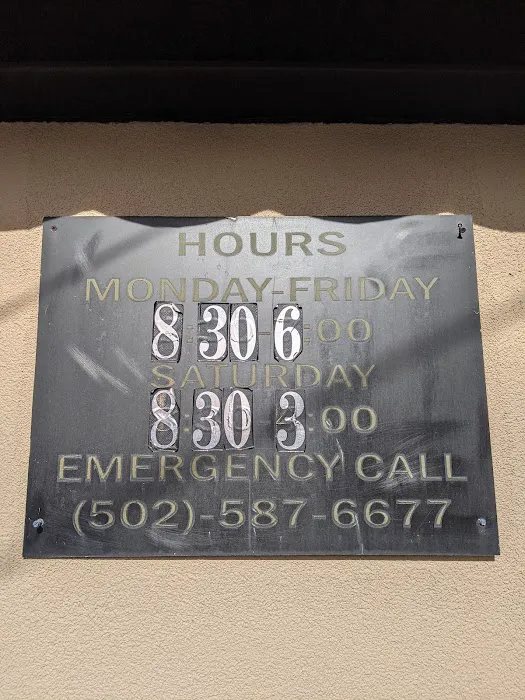 HOURS
MONDAY-FRIDAY
8:30-6:00
SATURDAY
8:30 3:00
EMERGENCY CALL
(502)-587-6677